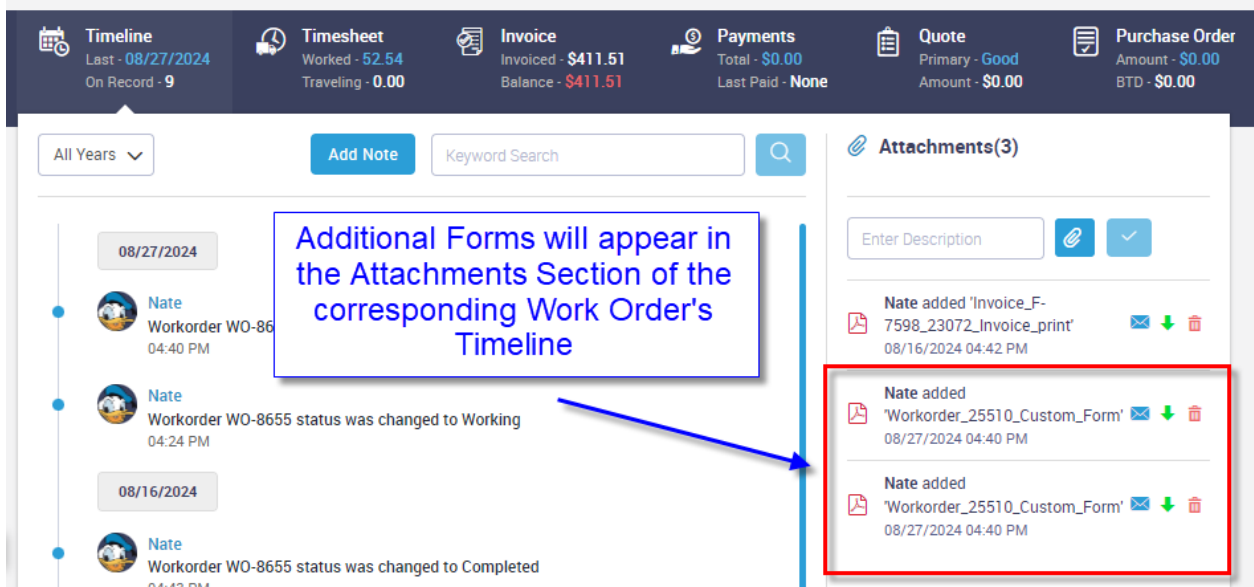 Timeline
Last - 08/27/2024
On Record - 9
Timesheet
Worked - 52.54
Traveling - 0.00
Invoice
Invoiced - $411.51
Balance - $411.51
Payments
Total - $0.00
Last Paid - None
Quote
Primary - Good
Amount - $0.00
Purchase Order
Amount - $0.00
BTD - $0.00
All Years
Add Note
Keyword Search
Attachments(3)
Enter Description
08/27/2024
Nate
Workorder WO-86
04:40 PM
Nate
Workorder WO-8655 status was changed to Working
04:24 PM
08/16/2024
Nate
Workorder WO-8655 status was changed to Completed
Additional Forms will appear in
the Attachments Section of the
corresponding Work Order's
Timeline
Nate added 'Invoice_F-
7598_23072_Invoice_print'
08/16/2024 04:42 PM
Nate added
'Workorder_25510_Custom_Form'
08/27/2024 04:40 PM
Nate added
'Workorder_25510_Custom_Form'
08/27/2024 04:40 PM